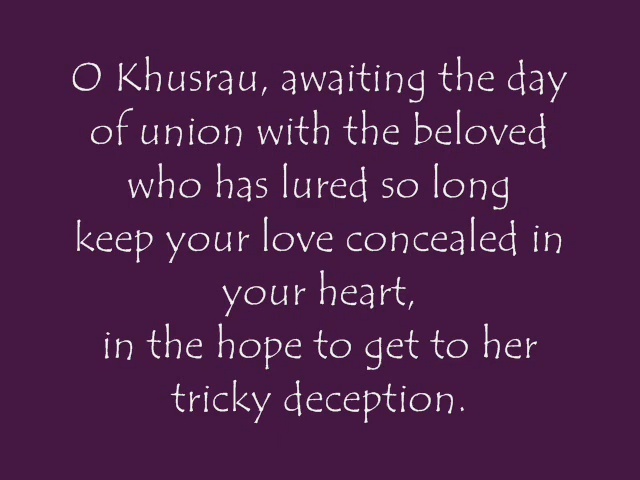 O Khusrau, awaiting the day
of union with the beloved
who has lured so long
keep your love concealed in
your heart,
in the hope to get to her
tricky deception.